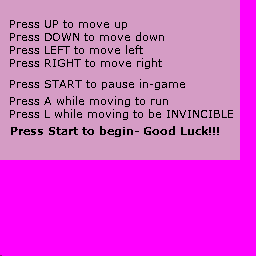 Press UP to move up
Press DOWN to move down
Press LEFT to move left
Press RIGHT to move right
Press START to pause in-game
Press A while moving to run
Press L while moving to be INVINCIBLE
Press Start to begin- Good Luck!!!